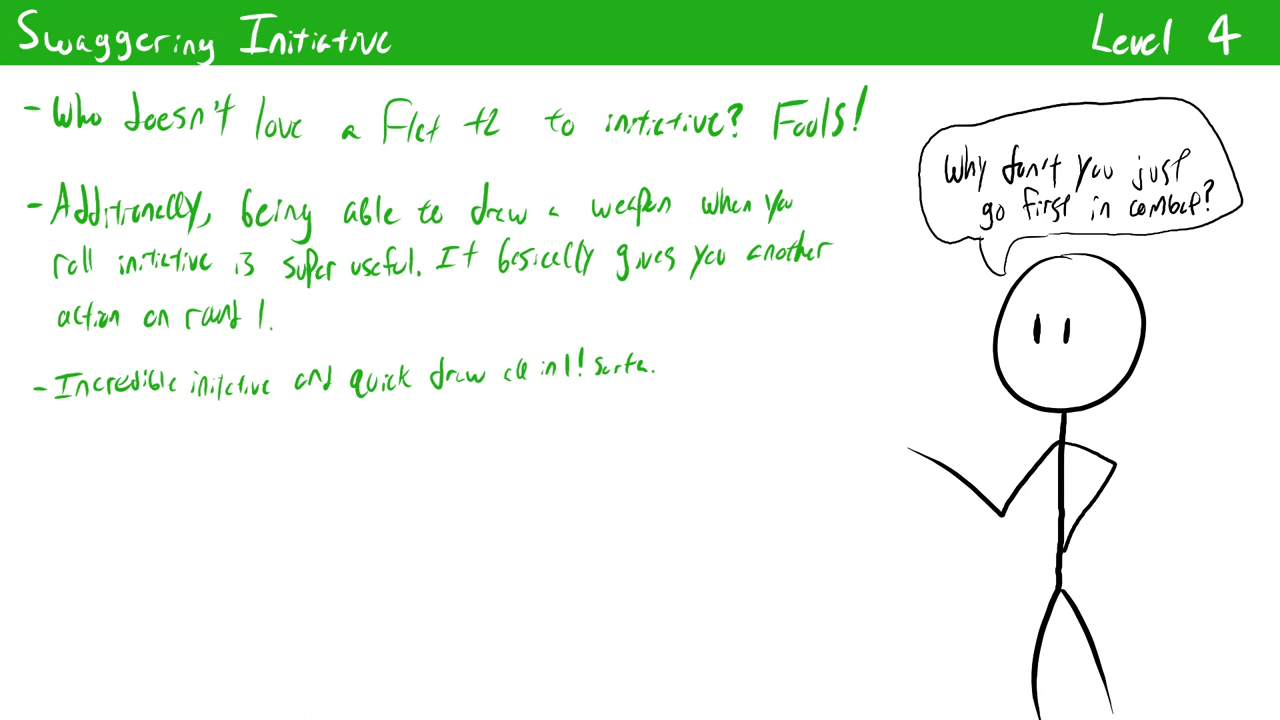 Swaggering Initiative
Level 4
- Who doesn't love a flat +2 to initiative? Fools!
- Additionally, being able to draw a weapon when you
roll initiative is super useful. It basically gives you another
action on round 1.
- Incredible initiative and quick draw all in 1! Sorta.
Why don't you just
go first in combat?